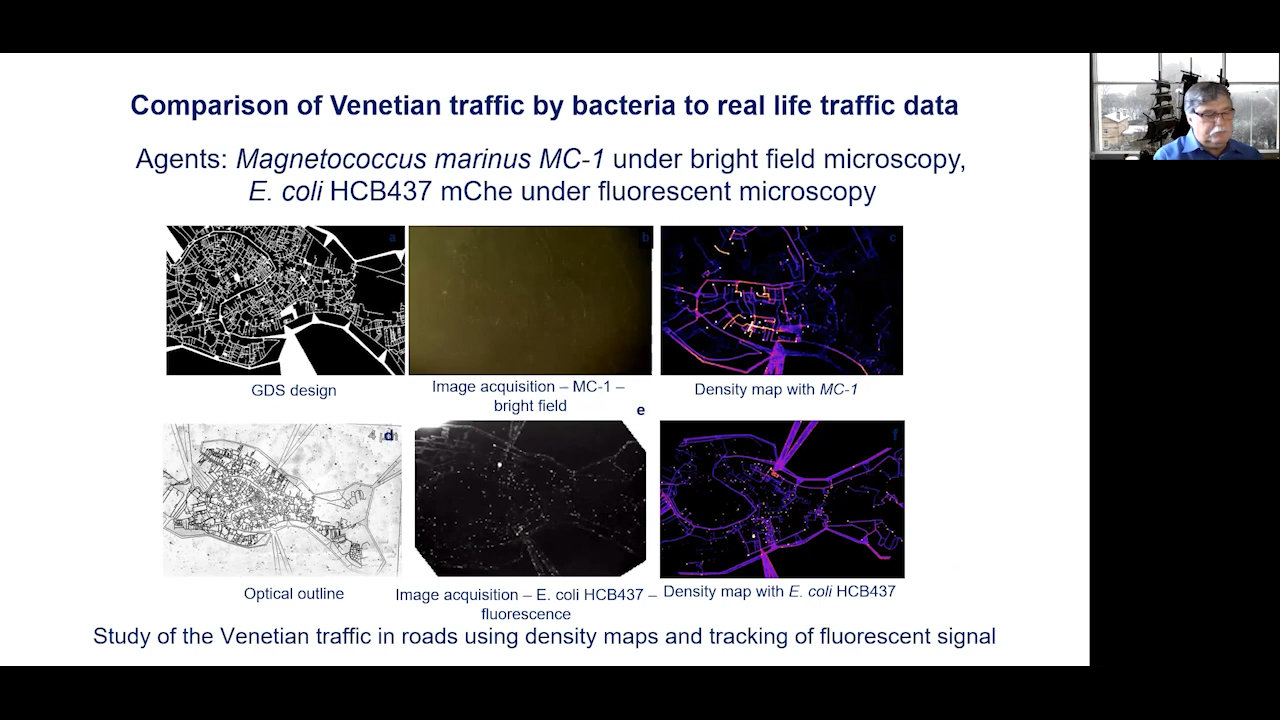 Comparison of Venetian traffic by bacteria to real life traffic data
Agents: Magnetococcus marinus MC-1 under bright field microscopy,
E. coli HCB437 mChe under fluorescent microscopy
a
b
c
GDS design
Image acquisition – MC-1 –
bright field
Density map with MC-1
d
e
f
Optical outline
Image acquisition – E. coli HCB437 –
fluorescence
Density map with E. coli HCB437
Study of the Venetian traffic in roads using density maps and tracking of fluorescent signal